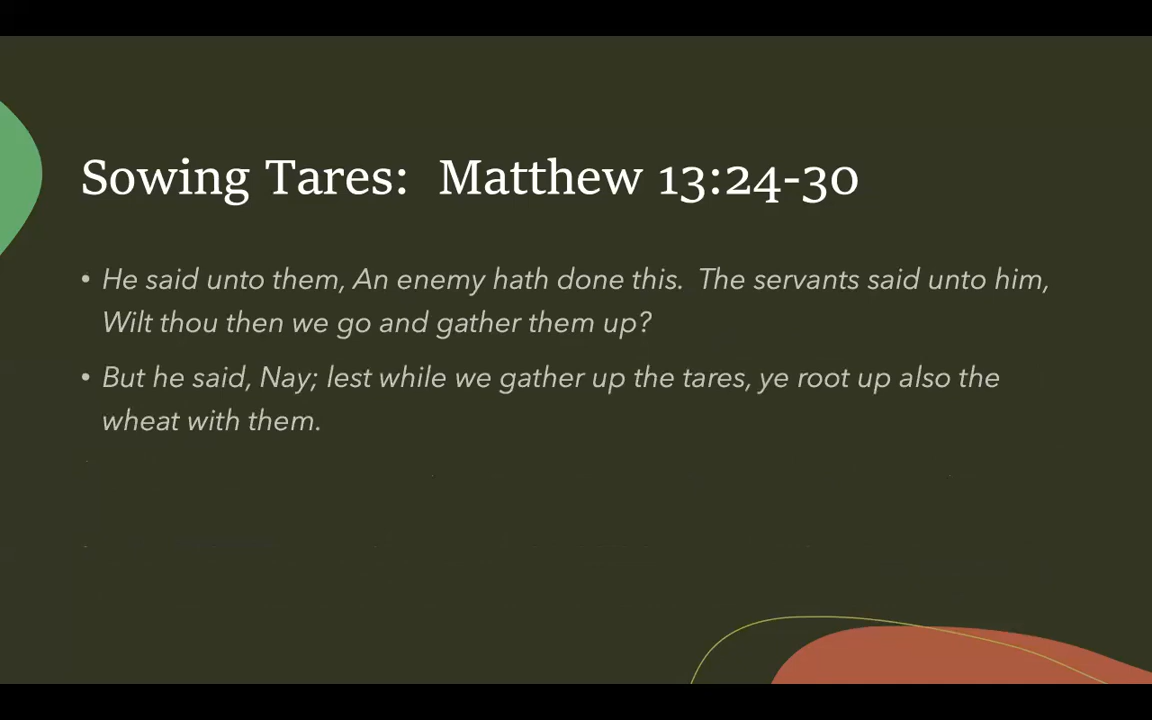 Sowing Tares:  Matthew 13:24-30
• He said unto them, An enemy hath done this.  The servants said unto him,
Wilt thou then we go and gather them up?
• But he said, Nay; lest while we gather up the tares, ye root up also the
wheat with them.